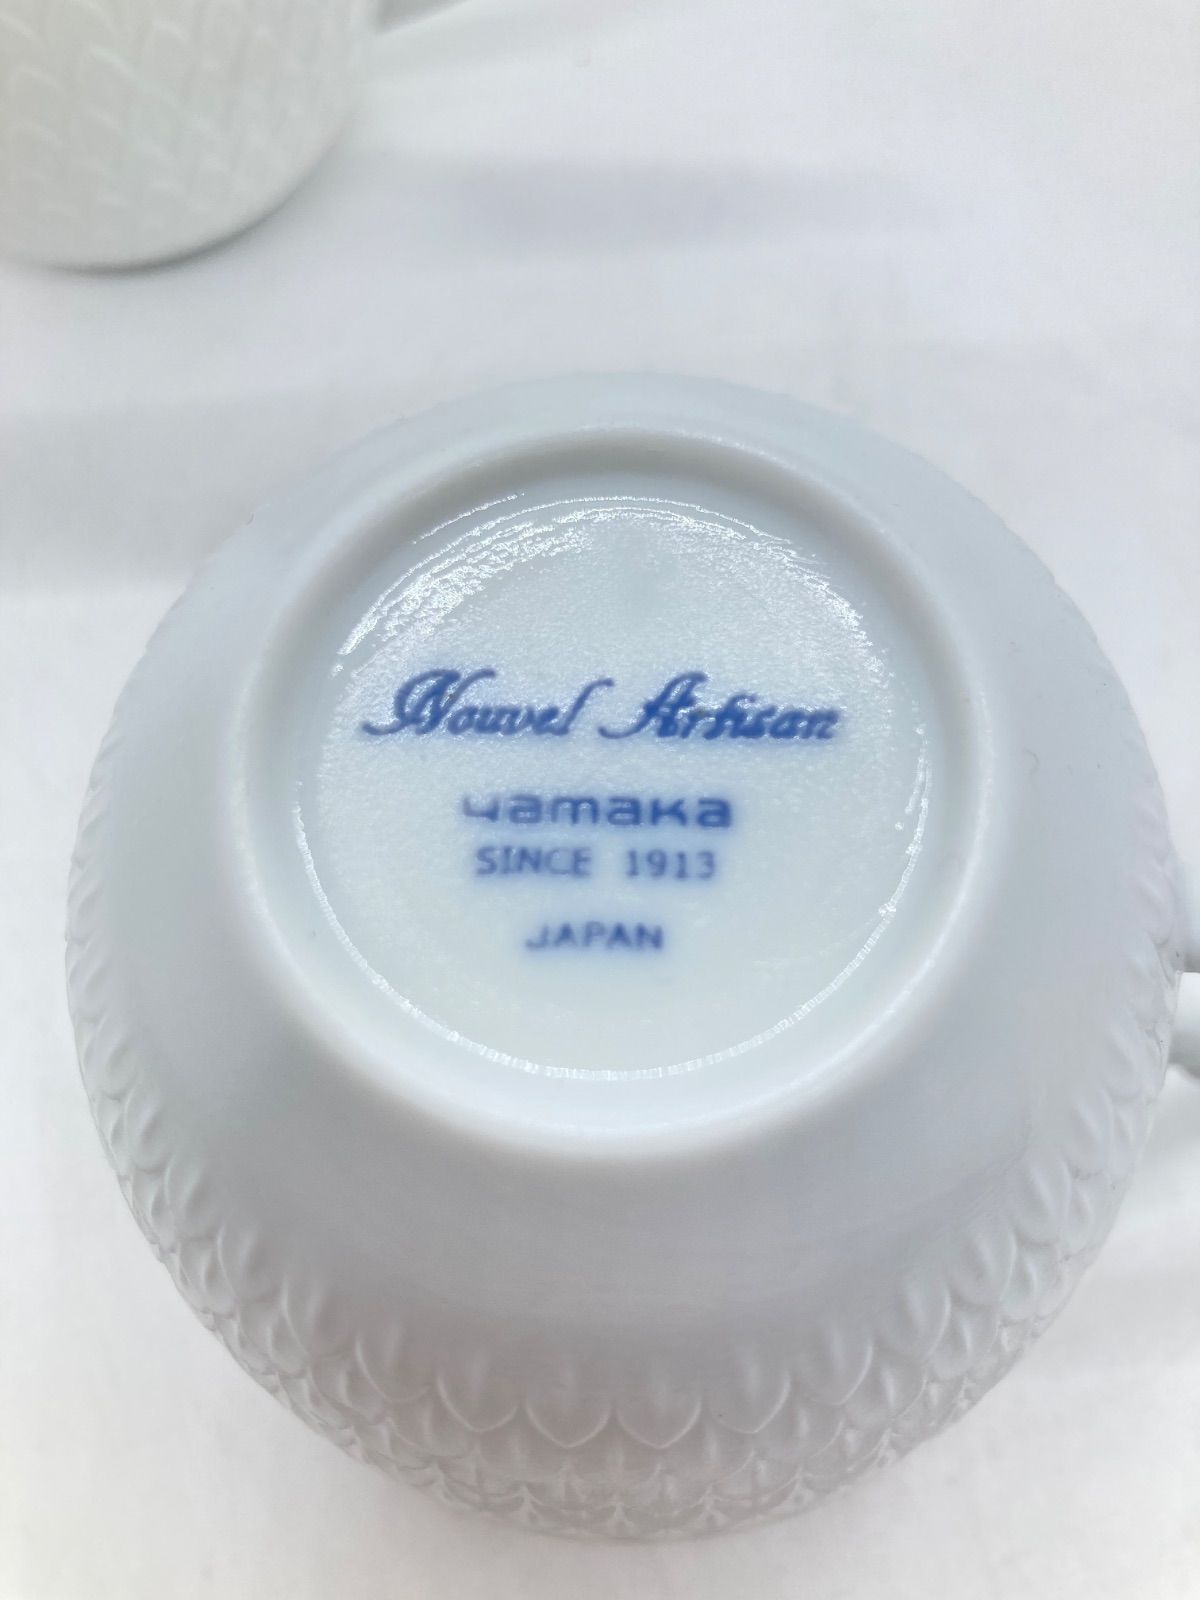 Nouvel Artisan
yamaka
SINCE 1913
JAPAN